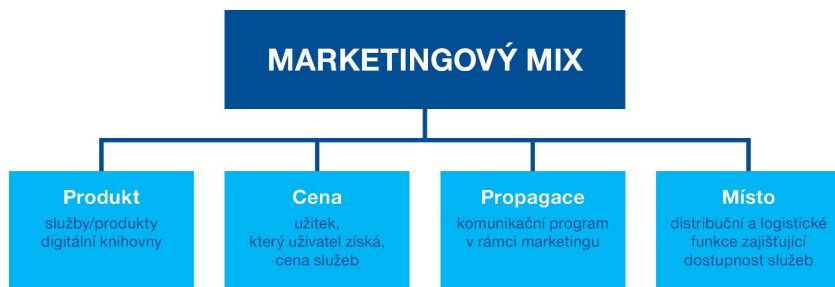 MARKETINGOVÝ MIX
Produkt
služby/produkty
digitální knihovny
Cena
užitek,
který uživatel získá,
cena služeb
Propagace
komunikační program
v rámci marketingu
Místo
distribuční a logistické
funkce zajišťující
dostupnost služeb